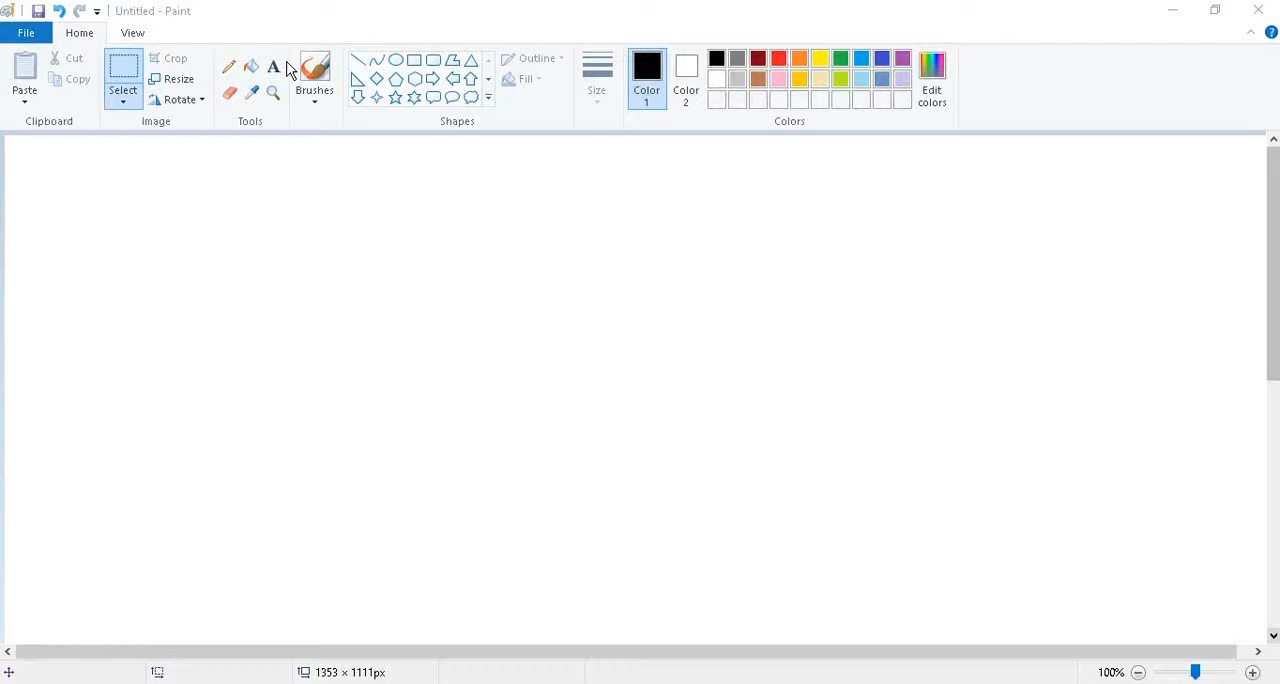 Untitled - Paint
File Home View
Paste
Cut
Copy
Clipboard
Select
Crop
Resize
Rotate
Image
A
Tools
Brushes
Shapes
Outline
Fill
Size
Color 1
Color 2
Edit colors
Colors
1353 × 1111px
100%